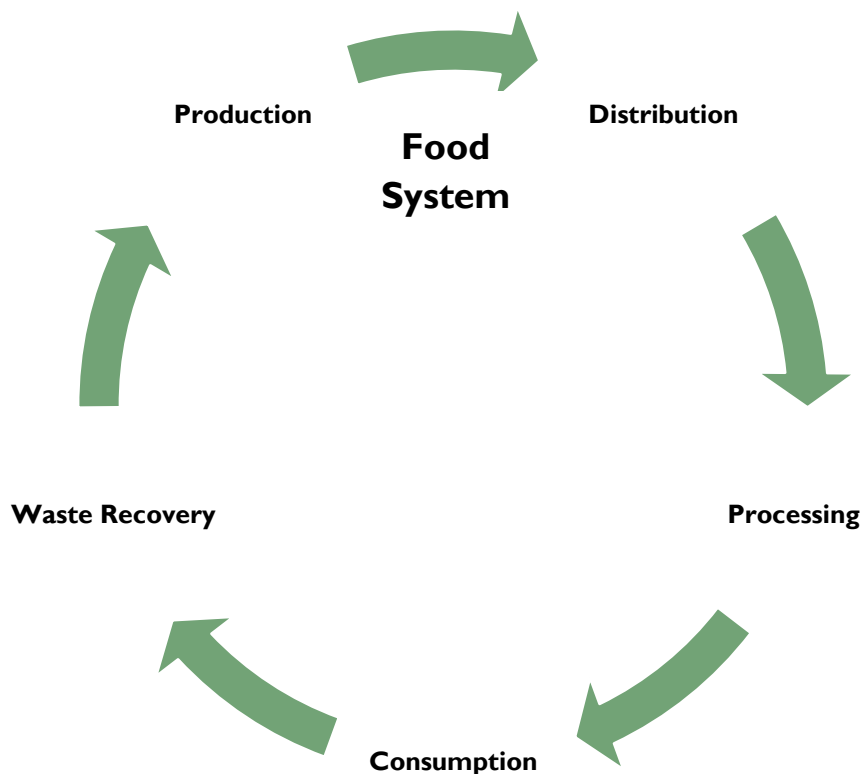 Production
Distribution
Food
System
Waste Recovery
Processing
Consumption